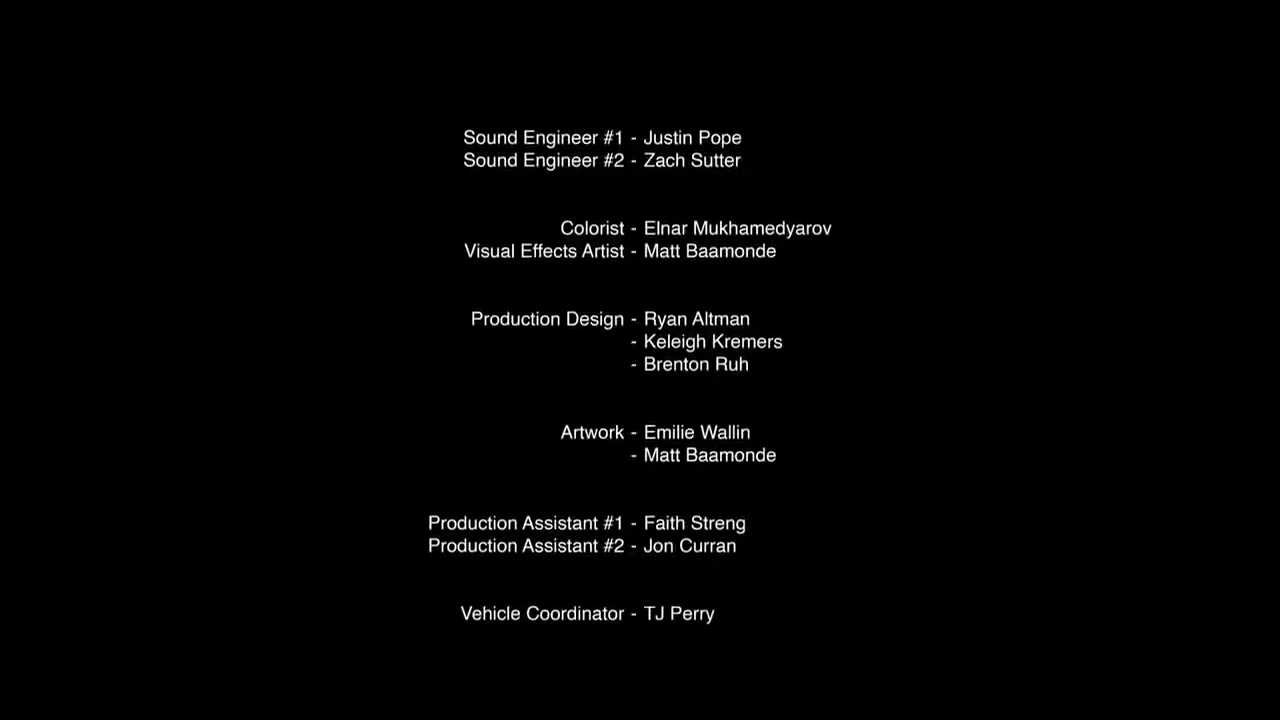 Sound Engineer #1 - Justin Pope
Sound Engineer #2 - Zach Sutter
Colorist - Elnar Mukhamedyarov
Visual Effects Artist - Matt Baamonde
Production Design - Ryan Altman
- Keleigh Kremers
- Brenton Ruh
Artwork - Emilie Wallin
- Matt Baamonde
Production Assistant #1 - Faith Streng
Production Assistant #2 - Jon Curran
Vehicle Coordinator - TJ Perry